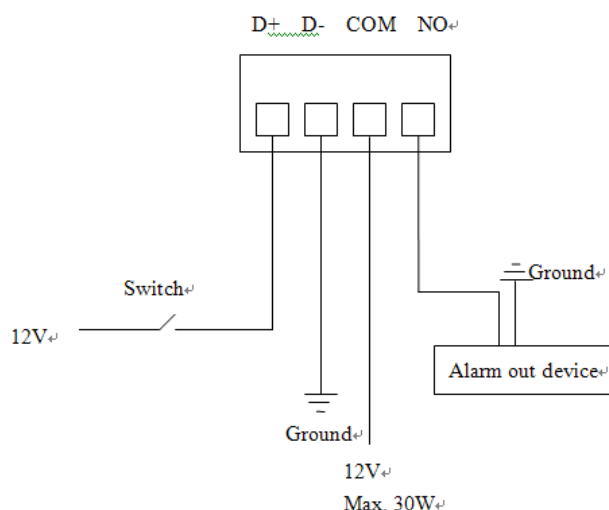 D+ D- COM NO
Ground
Switch
12V
Alarm out device
Ground
12V
Max. 30W